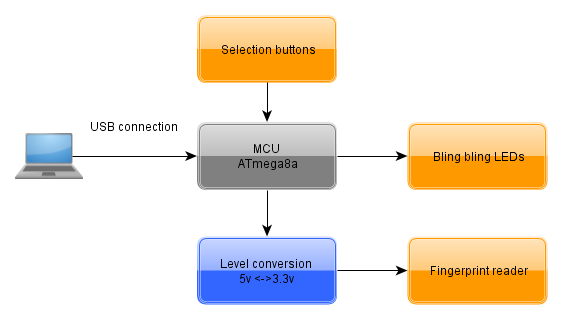 Selection buttons
USB connection
MCU
ATmega8a
Bling bling LEDs
Level conversion
5v <->3.3v
Fingerprint reader